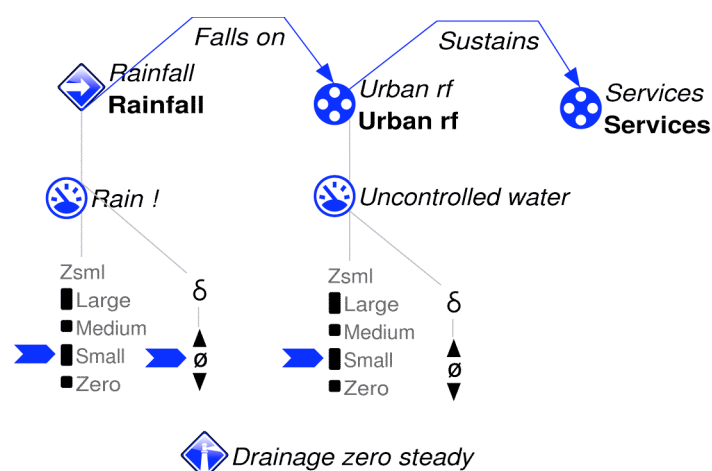 Falls on
Sustains
Rainfall
Rainfall
Urban rf
Urban rf
Services
Services
Rain !
Uncontrolled water
Zsml
Large
Medium
Small
Zero
δ
ø
Zsml
Large
Medium
Small
Zero
δ
ø
Drainage zero steady